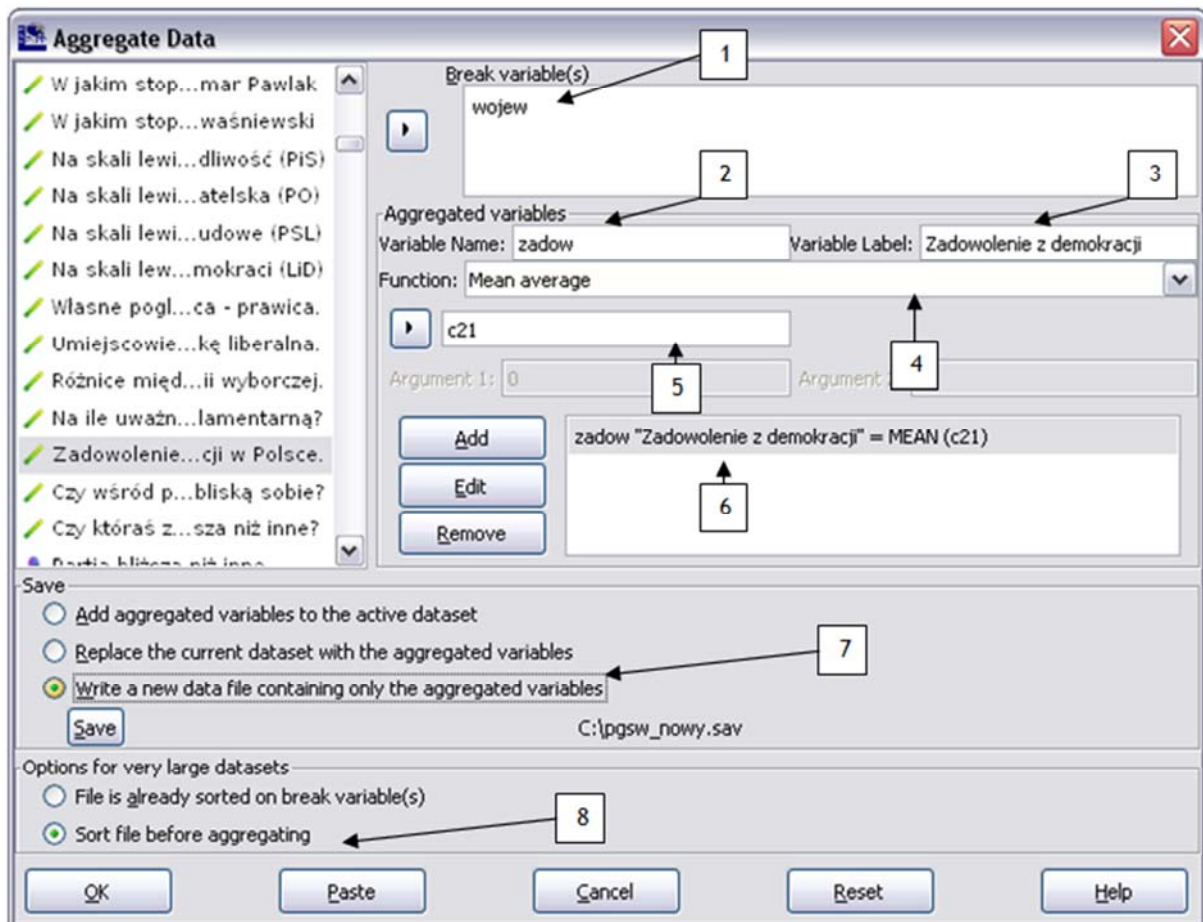 Aggregate Data
W jakim stop...mar Pawlak
W jakim stop...waśniewski
Na skali lewi...dliwość (PiS)
Na skali lewi...atelska (PO)
Na skali lewi...udowe (PSL)
Na skali lew...mokraci (LiD)
Własne pogl...ca - prawica.
Umiejscowie...kę liberalna.
Różnice międ...ii wyborczej.
Na ile uważn...lamentarną?
Zadowolenie...cji w Polsce.
Czy wśród p...bliską sobie?
Czy któraś z...sza niż inne?
Partia bliższa niż inne
1
Break variable(s)
wojew
2
3
Aggregated variables
Variable Name: zadow Variable Label: Zadowolenie z demokracji
Function: Mean average
c21
4
5
Argument 1: 0 Argument
Add
Edit
Remove
zadow "Zadowolenie z demokracji" = MEAN (c21)
6
Save
Add aggregated variables to the active dataset
Replace the current dataset with the aggregated variables
7
Write a new data file containing only the aggregated variables
Save C:\pgsw_nowy.sav
Options for very large datasets
File is already sorted on break variable(s)
8
Sort file before aggregating
OK Paste Cancel Reset Help